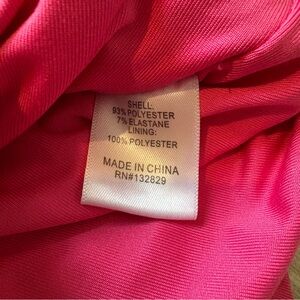 SHELL:
93%POLYESTER
7% ELASTANE
LINING:
100% POLYESTER
MADE IN CHINA
RN#132829